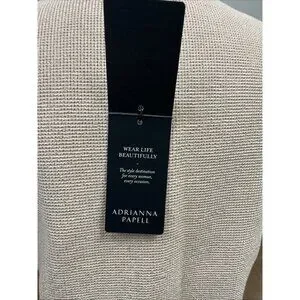 WEAR LIFE
BEAUTIFULLY
The style destination
for every woman,
every occasion.
ADRIANNA
PAPELL